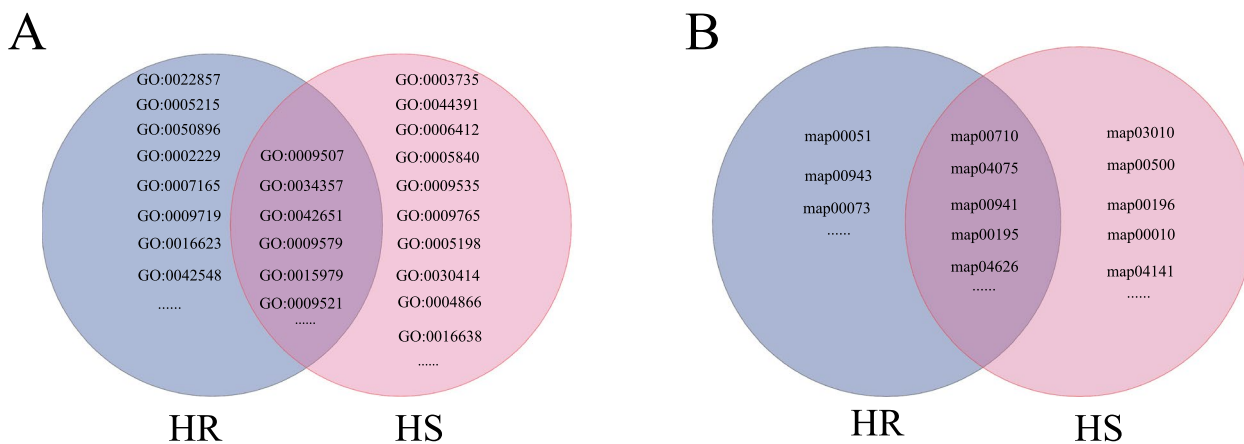 A
GO:0022857
GO:0005215
GO:0050896
GO:0002229
GO:0007165
GO:0009719
GO:0016623
GO:0042548
......
GO:0009507
GO:0034357
GO:0042651
GO:0009579
GO:0015979
GO:0009521
......
GO:0003735
GO:0044391
GO:0006412
GO:0005840
GO:0009535
GO:0009765
GO:0005198
GO:0030414
GO:0004866
GO:0016638
......
HR
HS
B
map00051
map00943
map00073
......
map00710
map04075
map00941
map00195
map04626
......
map03010
map00500
map00196
map00010
map04141
......
HR
HS